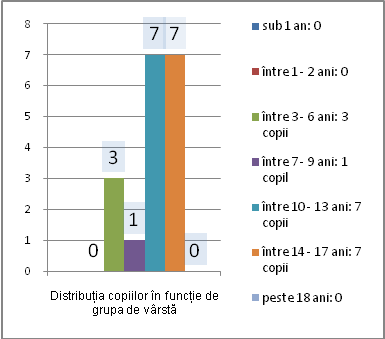 8
7
6
5
4
3
2
1
0
0
3
1
7
7
0
Distribuția copiilor în funcție de
grupa de vârstă
sub 1 an: 0
între 1- 2 ani: 0
între 3- 6 ani: 3
copii
între 7- 9 ani: 1
copil
între 10- 13 ani: 7
copii
între 14- 17 ani: 7
copii
peste 18 ani: 0